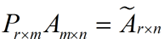 P_{r×m} A_{m×n} = Ã_{r×n}